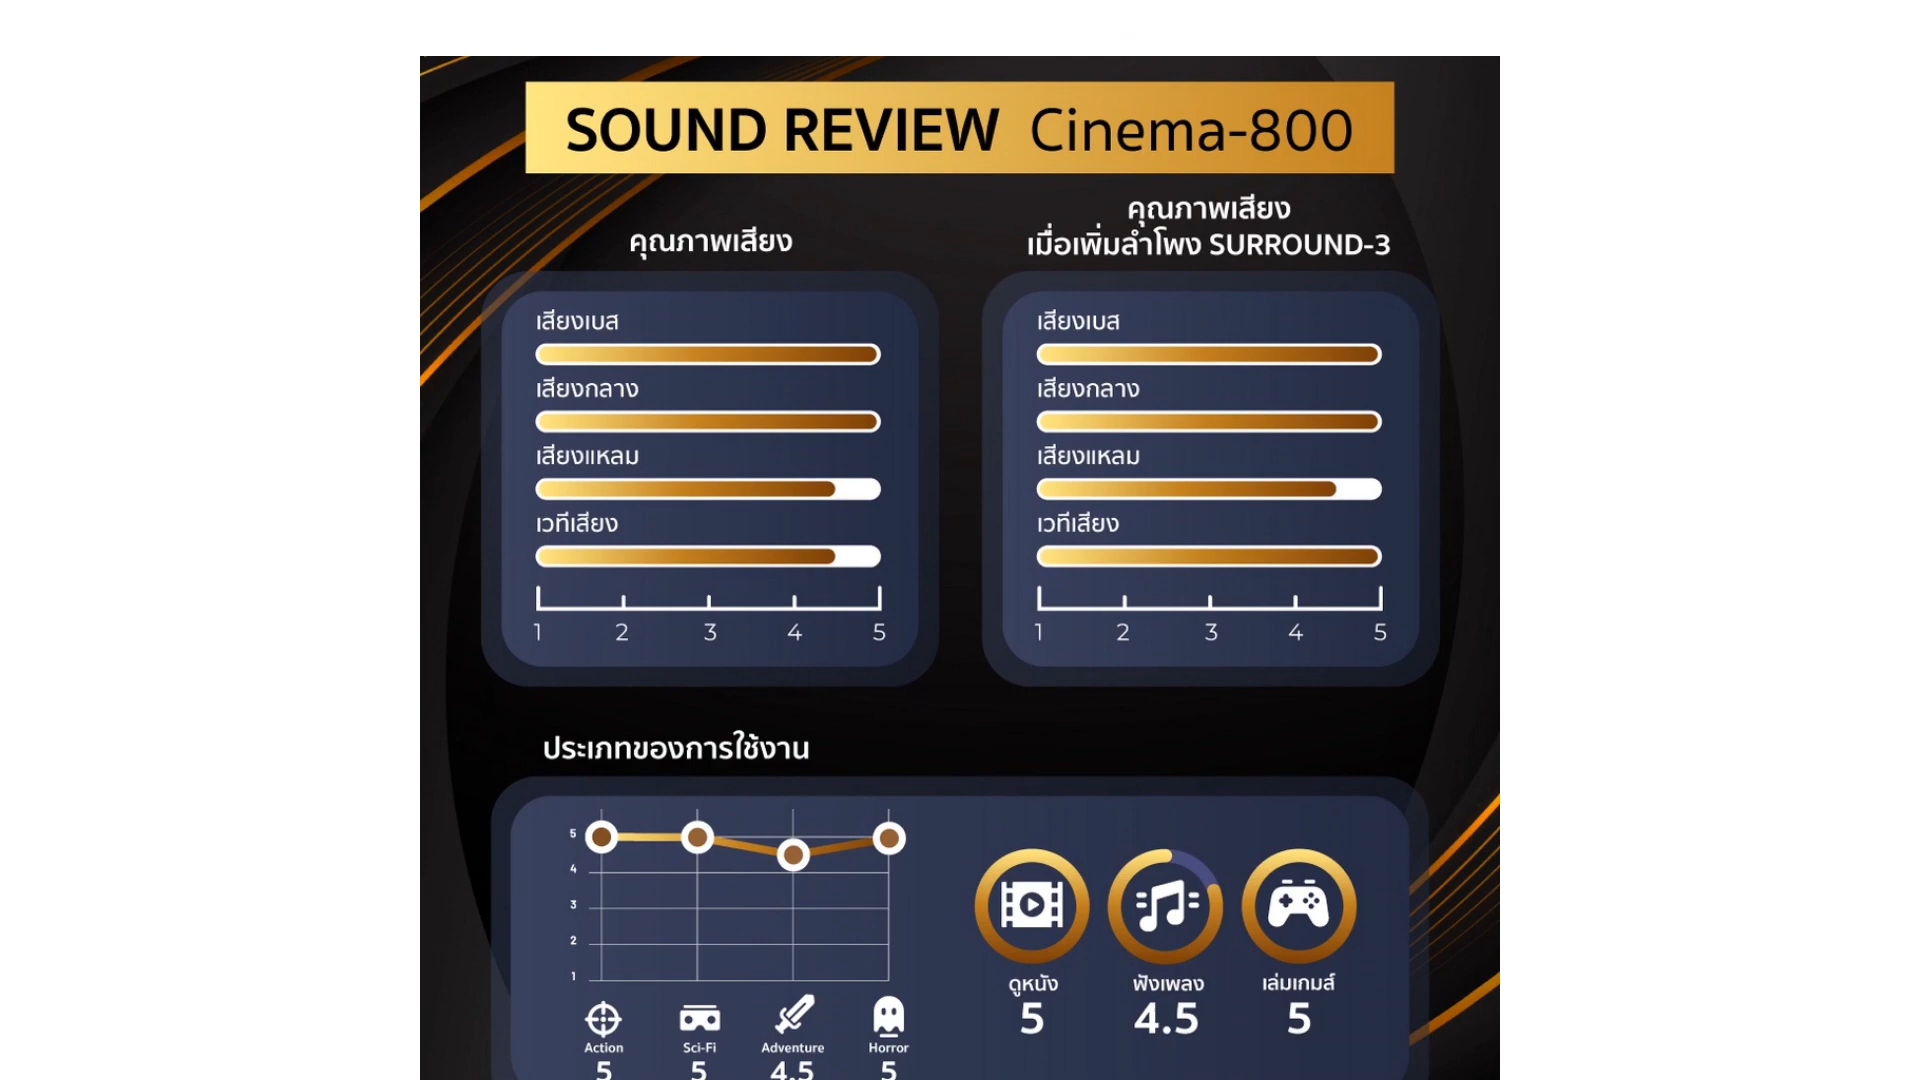 SOUND REVIEW Cinema-800
คุณภาพเสียง
คุณภาพเสียง
เมื่อเพิ่มลำโพง SURROUND-3
เสียงเบส
เสียงกลาง
เสียงแหลม
เวทีเสียง
1 2 3 4 5
เสียงเบส
เสียงกลาง
เสียงแหลม
เวทีเสียง
1 2 3 4 5
ประเภทของการใช้งาน
5
4
3
2
1
Action Sci-Fi Adventure Horror
5 5 4.5 5
ดูหนัง ฟังเพลง เล่มเกมส์
5 4.5 5